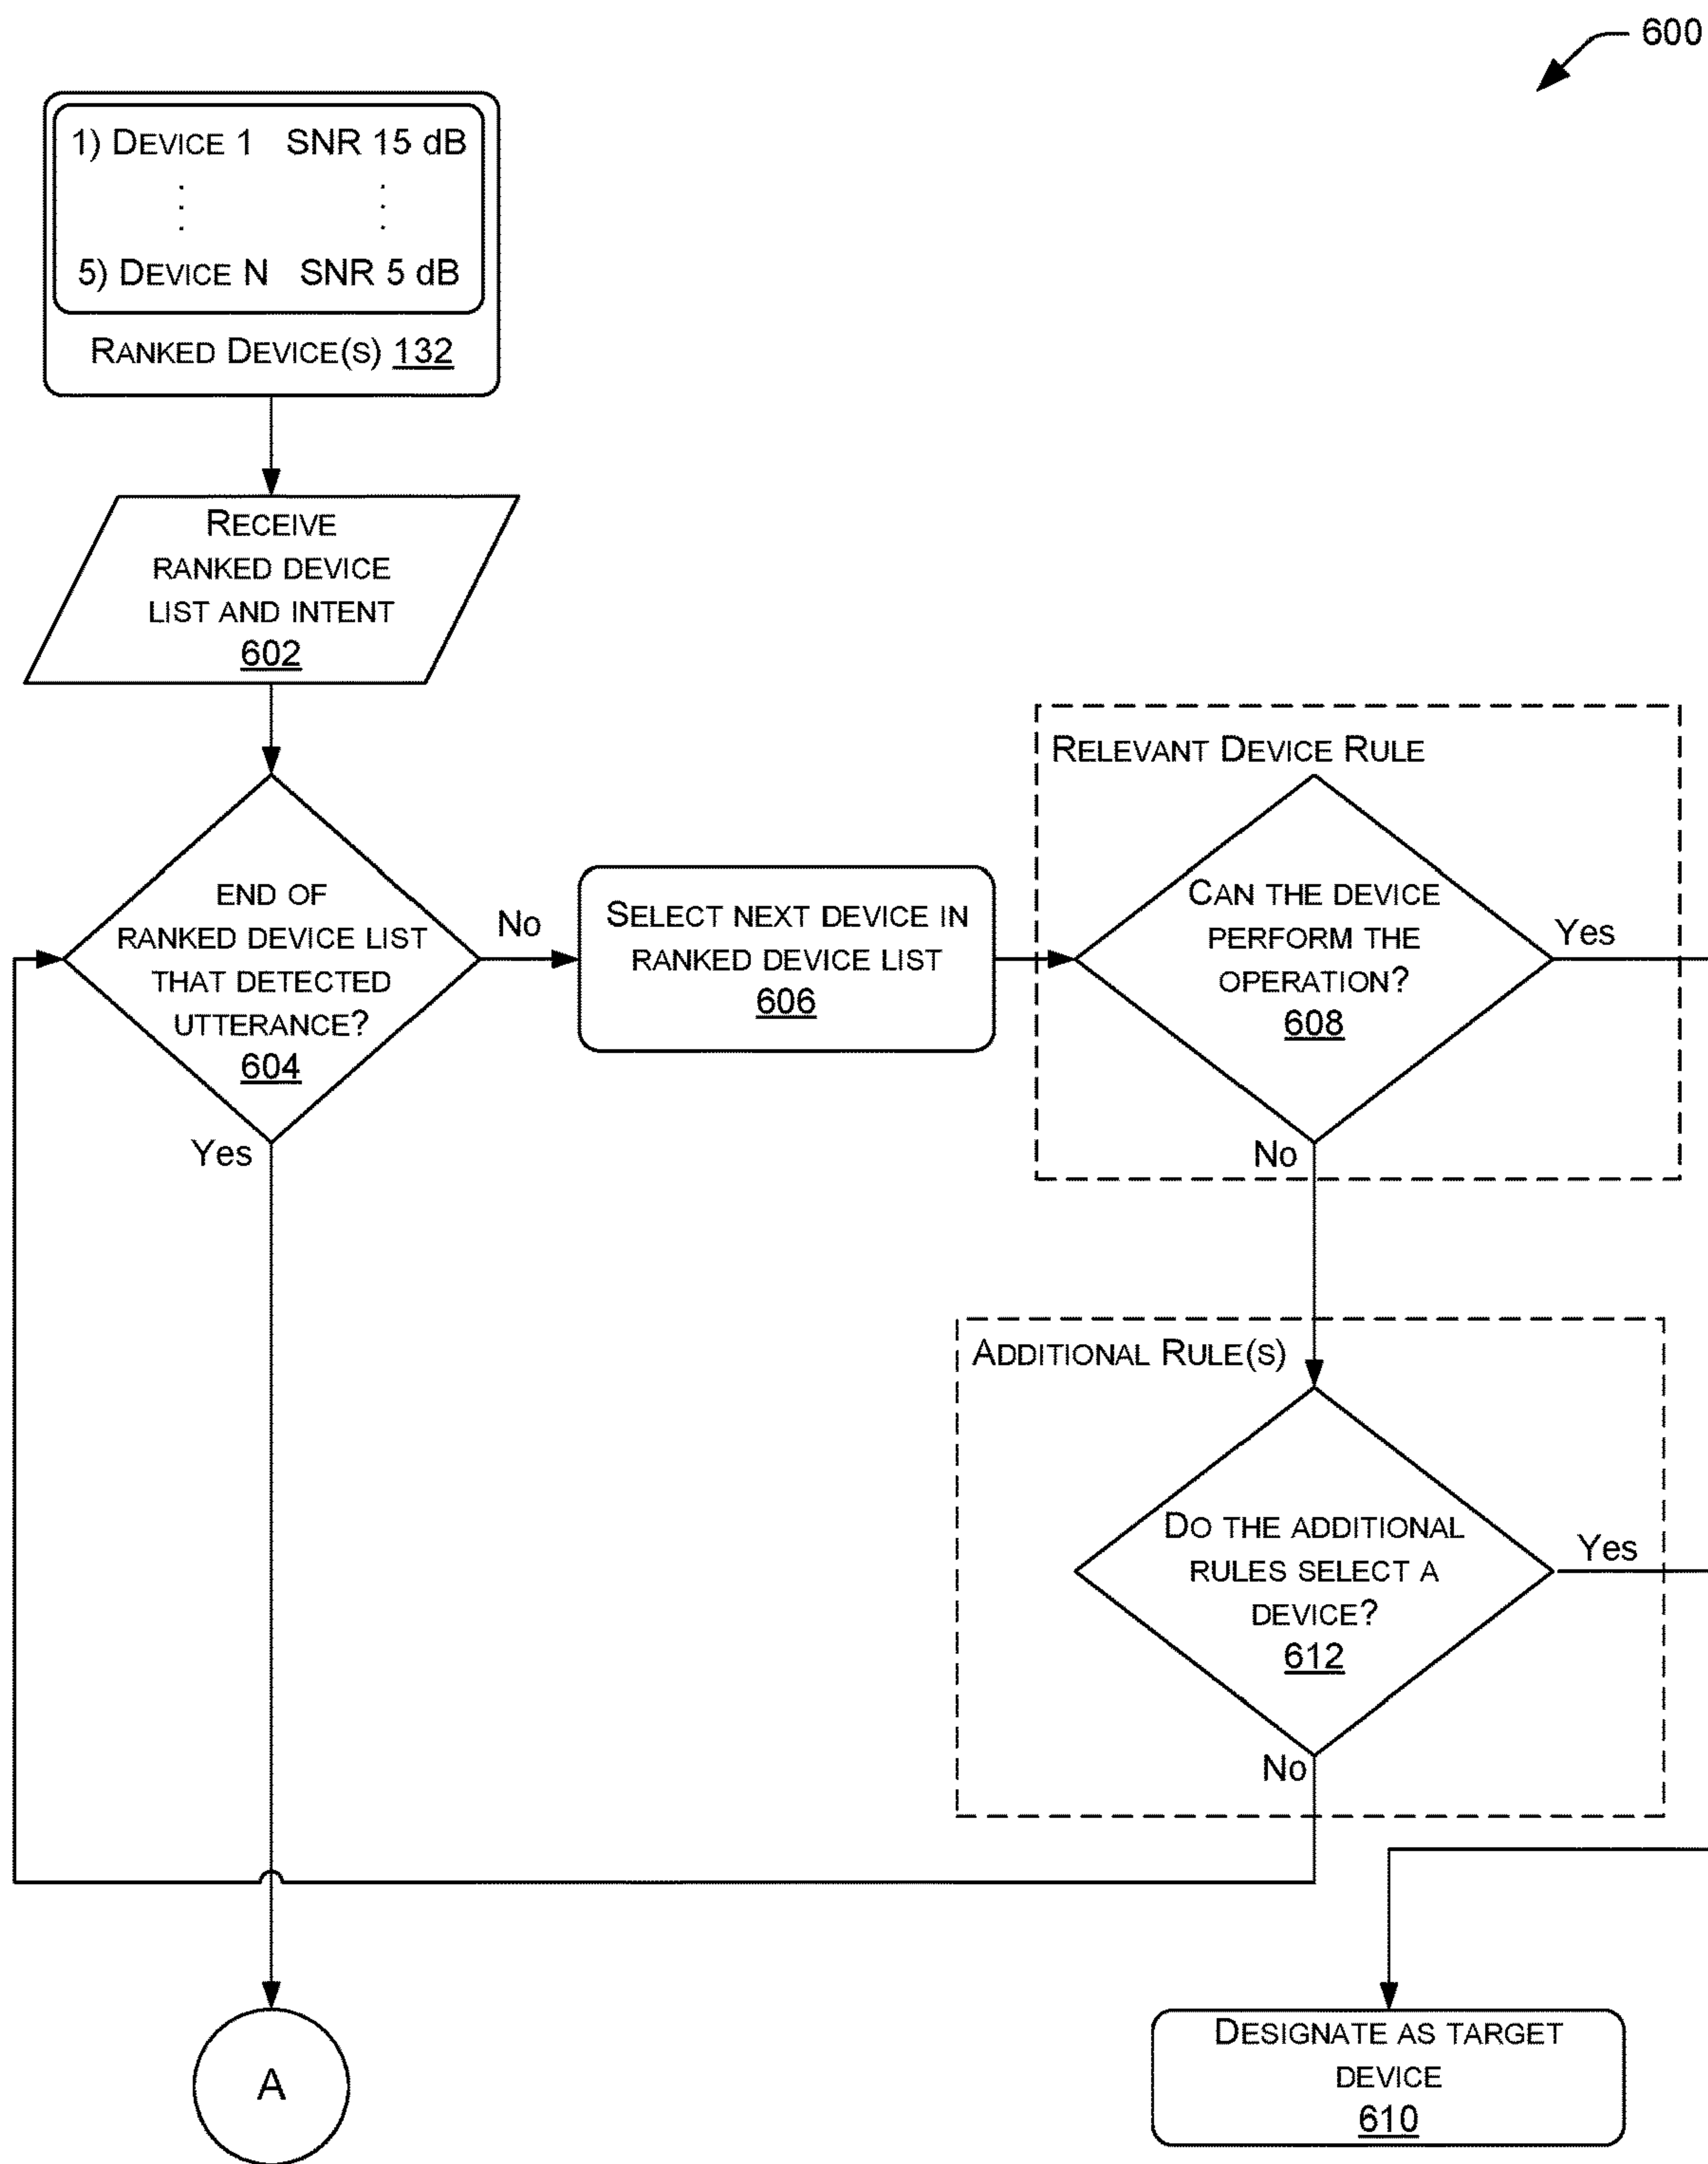 600
1) DEVICE 1 SNR 15 dB
5) DEVICE N SNR 5 dB
RANKED DEVICE(S) 132
RECEIVE
RANKED DEVICE
LIST AND INTENT
602
END OF
RANKED DEVICE LIST
THAT DETECTED
UTTERANCE?
604
Yes
No
SELECT NEXT DEVICE IN
RANKED DEVICE LIST
606
RELEVANT DEVICE RULE
CAN THE DEVICE
PERFORM THE
OPERATION?
608
Yes
No
ADDITIONAL RULE(S)
DO THE ADDITIONAL
RULES SELECT A
DEVICE?
612
Yes
No
A
DESIGNATE AS TARGET
DEVICE
610